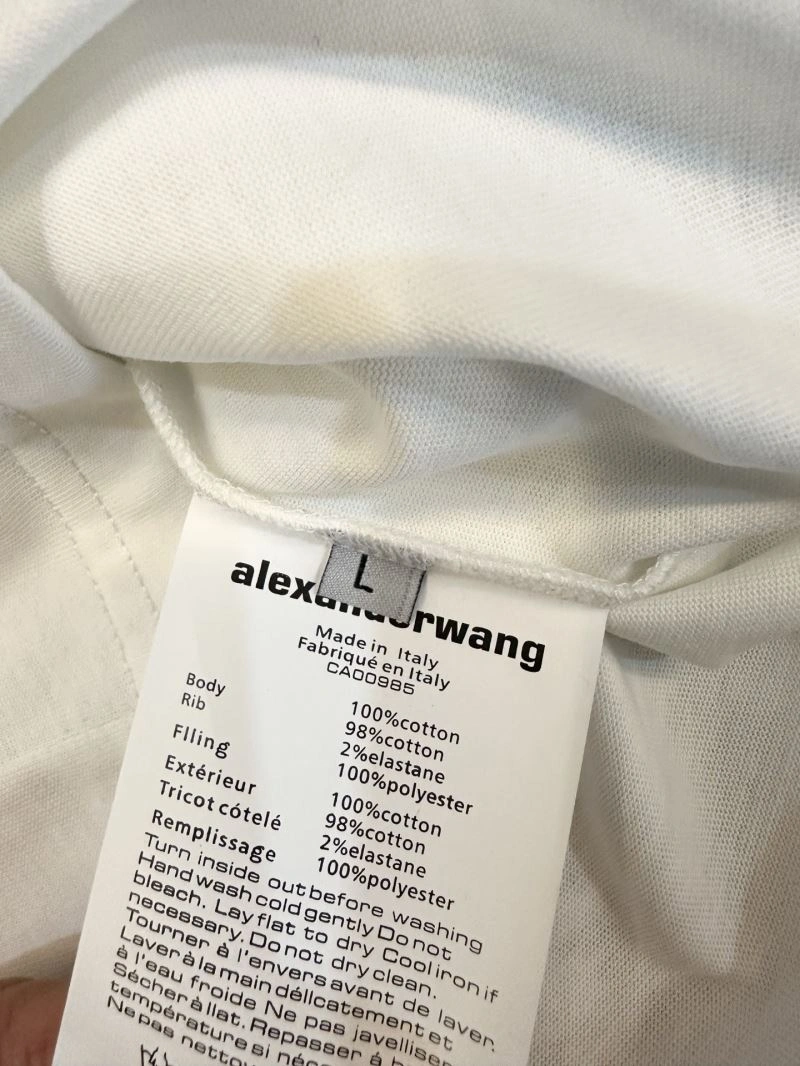 L
alexanderwang
Made in Italy
Fabriqué en Italy
CA00985
Body 100%cotton
Rib 98%cotton
2%elastane
Flling 100%polyester
Extérieur 100%cotton
Tricot côtelé 98%cotton
2%elastane
Remplissage 100%polyester
Turn inside out before washing
Hand wash cold gently Do not
bleach. Lay flat to dry Cool iron if
necessary. Do not dry clean.
Tourner à l'envers avant de laver.
Laver à la main délicatement et
à l'eau froide Ne pas javelliser
Sécher à llat. Repasser à
température si
Ne pas